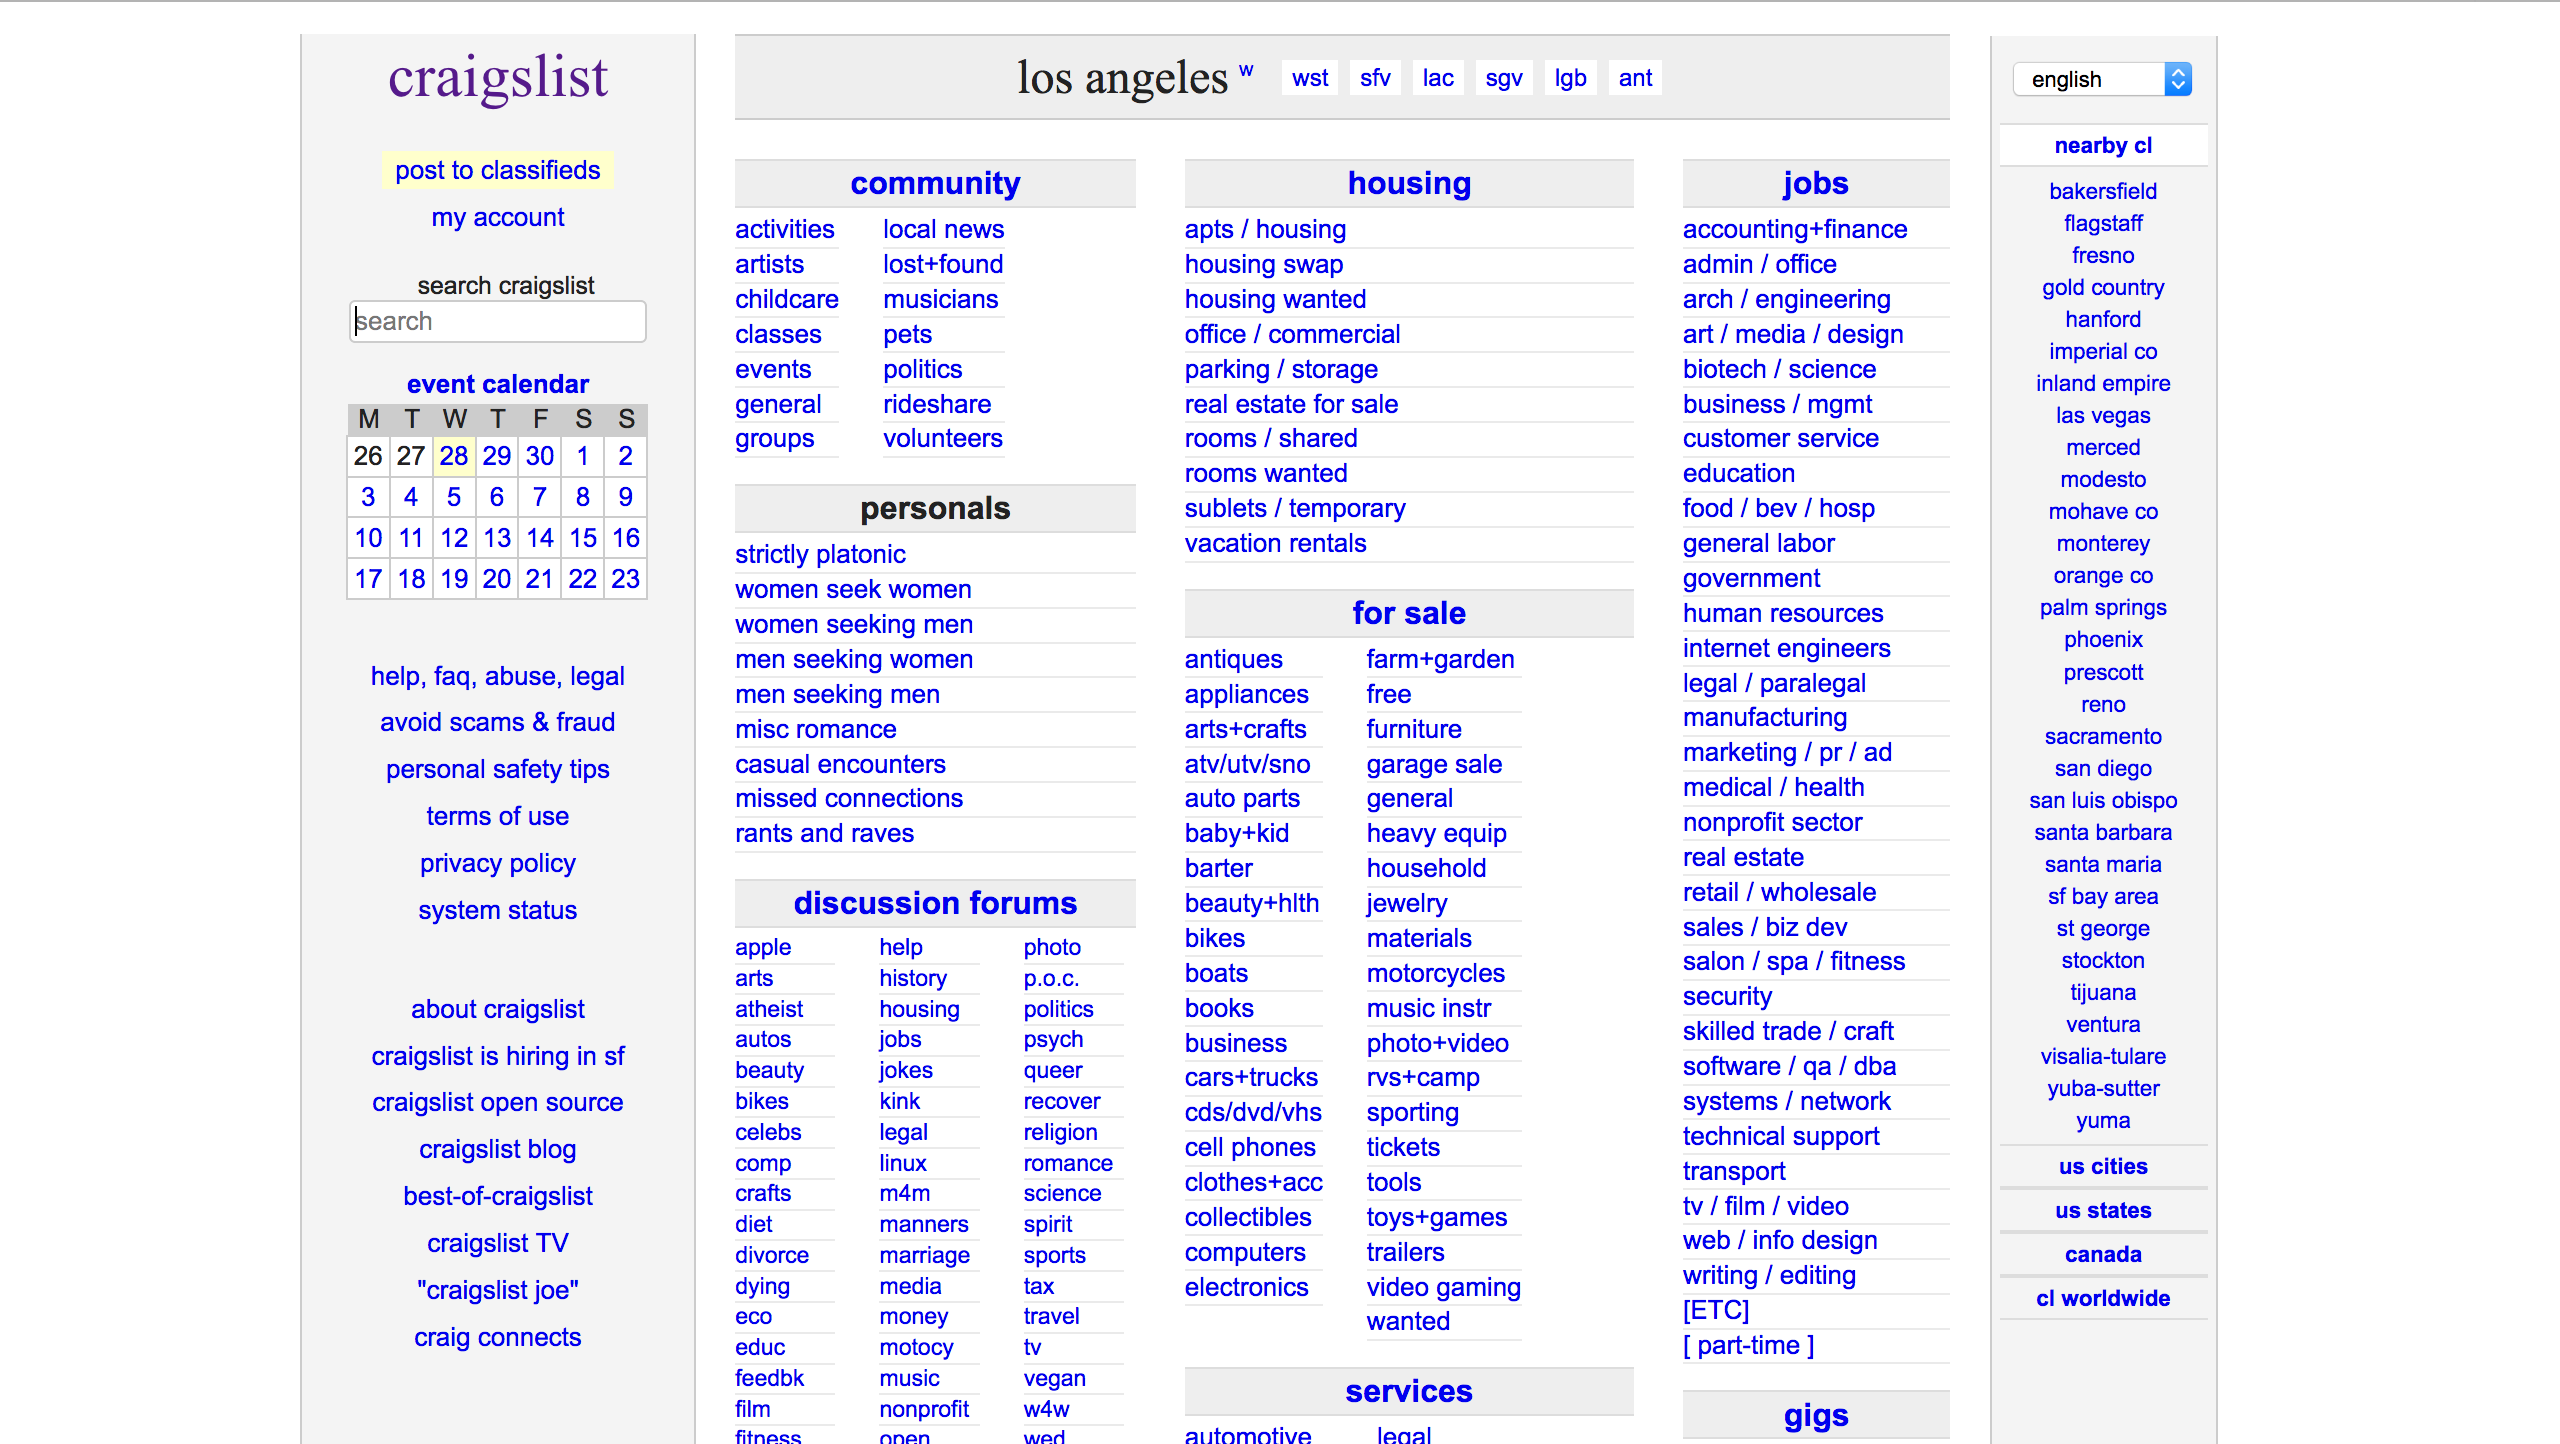 craigslist
post to classifieds
my account
search craigslist
search
event calendar
M T W T F S S
26 27 28 29 30 1 2
3 4 5 6 7 8 9
10 11 12 13 14 15 16
17 18 19 20 21 22 23
help, faq, abuse, legal
avoid scams & fraud
personal safety tips
terms of use
privacy policy
system status
about craigslist
craigslist is hiring in sf
craigslist open source
craigslist blog
best-of-craigslist
craigslist TV
"craigslist joe"
craig connects
los angeles w wst sfv lac sgv lgb ant
community
activities
artists
childcare
classes
events
general
groups
local news
lost+found
musicians
pets
politics
rideshare
volunteers
personals
strictly platonic
women seek women
women seeking men
men seeking women
men seeking men
misc romance
casual encounters
missed connections
rants and raves
discussion forums
apple
arts
atheist
autos
beauty
bikes
celebs
comp
crafts
diet
divorce
dying
eco
educ
feedbk
film
fitness
help
history
housing
jobs
jokes
kink
legal
linux
m4m
manners
marriage
media
money
motocy
music
nonprofit
open
photo
p.o.c.
politics
psych
queer
recover
religion
romance
science
spirit
sports
tax
travel
tv
vegan
w4w
wed
housing
apts / housing
housing swap
housing wanted
office / commercial
parking / storage
real estate for sale
rooms / shared
rooms wanted
sublets / temporary
vacation rentals
for sale
antiques
appliances
arts+crafts
atv/utv/sno
auto parts
baby+kid
barter
beauty+hlth
bikes
boats
books
business
cars+trucks
cds/dvd/vhs
cell phones
clothes+acc
collectibles
computers
electronics
farm+garden
free
furniture
garage sale
general
heavy equip
household
jewelry
materials
motorcycles
music instr
photo+video
rvs+camp
sporting
tickets
tools
toys+games
trailers
video gaming
wanted
services
automotive
legal
jobs
accounting+finance
admin / office
arch / engineering
art / media / design
biotech / science
business / mgmt
customer service
education
food / bev / hosp
general labor
government
human resources
internet engineers
legal / paralegal
manufacturing
marketing / pr / ad
medical / health
nonprofit sector
real estate
retail / wholesale
sales / biz dev
salon / spa / fitness
security
skilled trade / craft
software / qa / dba
systems / network
technical support
transport
tv / film / video
web / info design
writing / editing
[ETC]
[ part-time ]
gigs
english
nearby cl
bakersfield
flagstaff
fresno
gold country
hanford
imperial co
inland empire
las vegas
merced
modesto
mohave co
monterey
orange co
palm springs
phoenix
prescott
reno
sacramento
san diego
san luis obispo
santa barbara
santa maria
sf bay area
st george
stockton
tijuana
ventura
visalia-tulare
yuba-sutter
yuma
us cities
us states
canada
cl worldwide